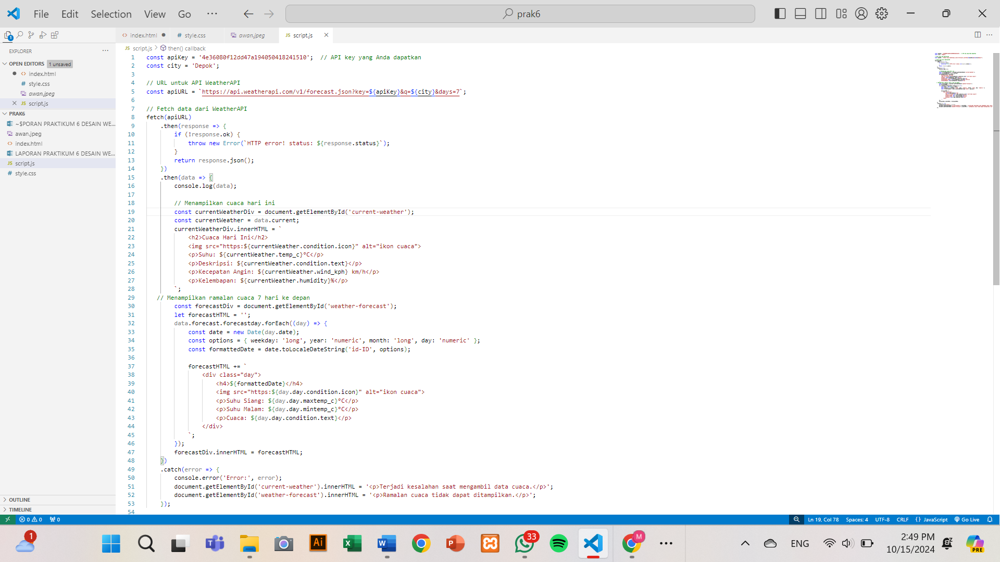 File Edit Selection View Go ··· prak6
EXPLORER ···
OPEN EDITORS 1 unsaved
index.html
style.css
awan.jpeg
script.js
PRAK6
~$PORAN PRAKTIKUM 6 DESAIN WE...
awan.jpeg
index.html
LAPORAN PRAKTIKUM 6 DESAIN WE...
script.js
style.css
OUTLINE
TIMELINE
index.html style.css awan.jpeg script.js
script.js > then() callback
1 const apiKey = '4e36080f12dd47a194050418241510';  // API key yang Anda dapatkan
2 const city = 'Depok';
3
4 // URL untuk API WeatherAPI
5 const apiURL = `https://api.weatherapi.com/v1/forecast.json?key=${apiKey}&q=${city}&days=7`;
6
7 // Fetch data dari WeatherAPI
8 fetch(apiURL)
9     .then(response => {
10         if (!response.ok) {
11             throw new Error(`HTTP error! status: ${response.status}`);
12         }
13         return response.json();
14     })
15     .then(data => {
16         console.log(data);
17
18         // Menampilkan cuaca hari ini
19         const currentWeatherDiv = document.getElementById('current-weather');
20         const currentWeather = data.current;
21         currentWeatherDiv.innerHTML = `
22             <h2>Cuaca Hari Ini</h2>
23             <img src="https:${currentWeather.condition.icon}" alt="ikon cuaca">
24             <p>Suhu: ${currentWeather.temp_c}°C</p>
25             <p>Deskripsi: ${currentWeather.condition.text}</p>
26             <p>Kecepatan Angin: ${currentWeather.wind_kph} km/h</p>
27             <p>Kelembapan: ${currentWeather.humidity}%</p>
28         `;
29    // Menampilkan ramalan cuaca 7 hari ke depan
30         const forecastDiv = document.getElementById('weather-forecast');
31         let forecastHTML = '';
32         data.forecast.forecastday.forEach((day) => {
33             const date = new Date(day.date);
34             const options = { weekday: 'long', year: 'numeric', month: 'long', day: 'numeric' };
35             const formattedDate = date.toLocaleDateString('id-ID', options);
36
37             forecastHTML += `
38                 <div class="day">
39                     <h4>${formattedDate}</h4>
40                     <img src="https:${day.day.condition.icon}" alt="ikon cuaca">
41                     <p>Suhu Siang: ${day.day.maxtemp_c}°C</p>
42                     <p>Suhu Malam: ${day.day.mintemp_c}°C</p>
43                     <p>Cuaca: ${day.day.condition.text}</p>
44                 </div>
45             `;
46         });
47         forecastDiv.innerHTML = forecastHTML;
48     })
49     .catch(error => {
50         console.error('Error:', error);
51         document.getElementById('current-weather').innerHTML = '<p>Terjadi kesalahan saat mengambil data cuaca.</p>';
52         document.getElementById('weather-forecast').innerHTML = '<p>Ramalan cuaca tidak dapat ditampilkan.</p>';
53     });
54
0 0 0 Ln 19, Col 78 Spaces: 4 UTF-8 CRLF {} JavaScript Go Live
1 33 M ··· ENG 2:49 PM
10/15/2024 PRE